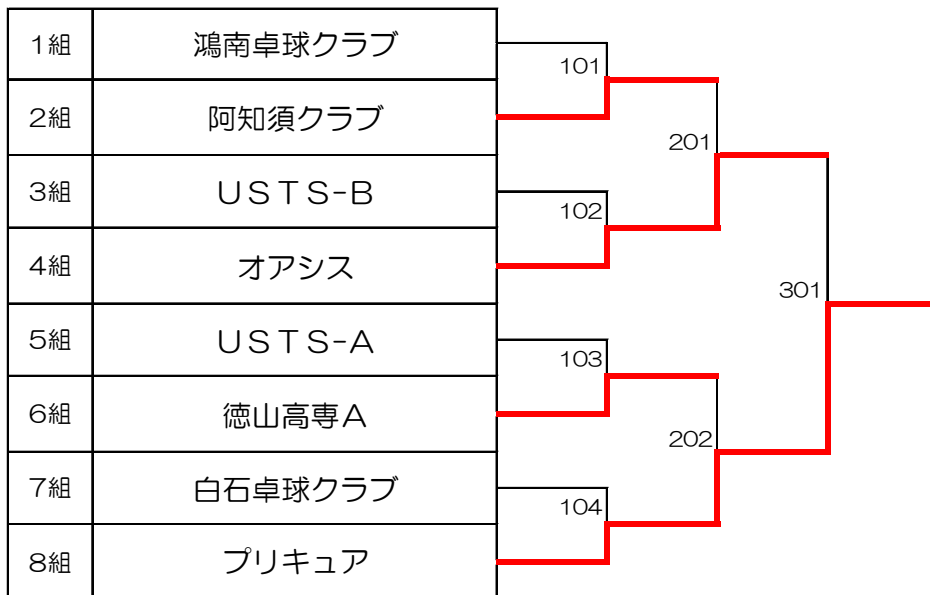 1組 鴻南卓球クラブ
101
2組 阿知須クラブ
201
3組 ＵＳＴＳ-Ｂ
102
4組 オアシス
301
5組 ＵＳＴＳ-Ａ
103
6組 徳山高専Ａ
202
7組 白石卓球クラブ
104
8組 プリキュア